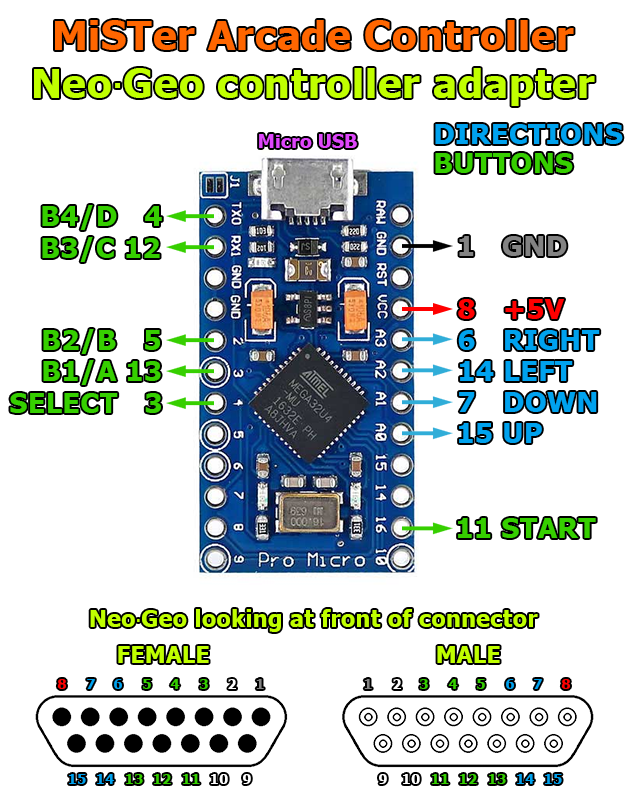 MiSTer Arcade Controller
Neo·Geo controller adapter
Micro USB
DIRECTIONS
BUTTONS
J1
B4/D 4
TXO
RAW
B3/C 12
RX1
GND
1 GND
GND
RST
GND
VCC
8 +5V
B2/B 5
2
A3
6 RIGHT
B1/A 13
3
A2
14 LEFT
SELECT 3
4
A1
7 DOWN
5
A0
15 UP
6
15
7
14
8
16
11 START
9
10
ATMEL
MEGA32U4
MU
1632E PH
A8JHVA
16.000
Pro Micro
Neo·Geo looking at front of connector
FEMALE
MALE
8 7 6 5 4 3 2 1
1 2 3 4 5 6 7 8
15 14 13 12 11 10 9
9 10 11 12 13 14 15